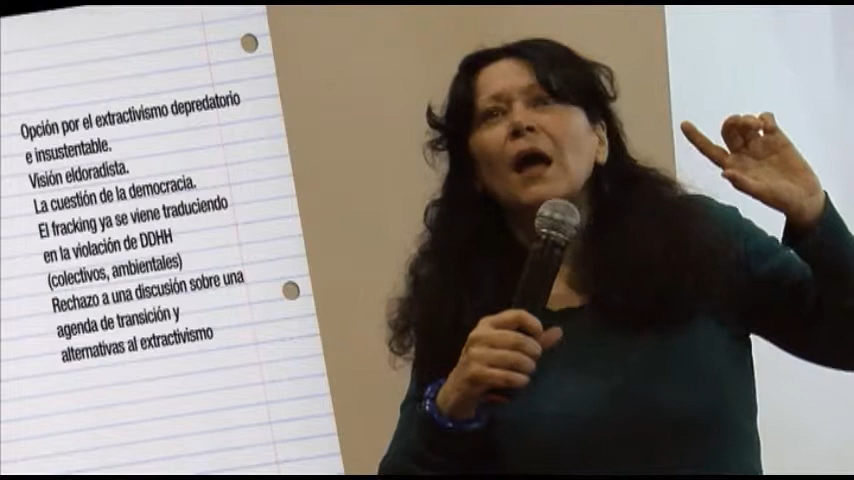 Opción por el extractivismo depredatorio
e insustentable.
Visión eldoradista.
La cuestión de la democracia.
El fracking ya se viene traduciendo
en la violación de DDHH
(colectivos, ambientales)
Rechazo a una discusión sobre una
agenda de transición y
alternativas al extractivismo